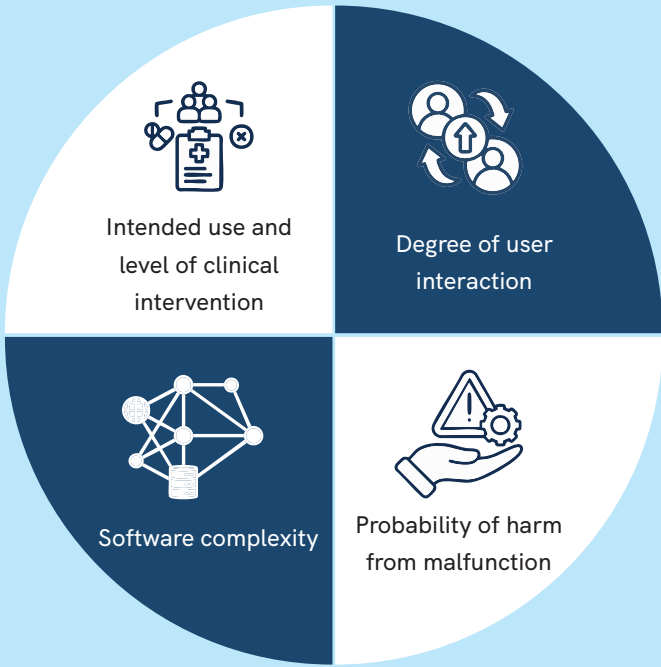 Intended use and
level of clinical
intervention
Degree of user
interaction
Software complexity
Probability of harm
from malfunction